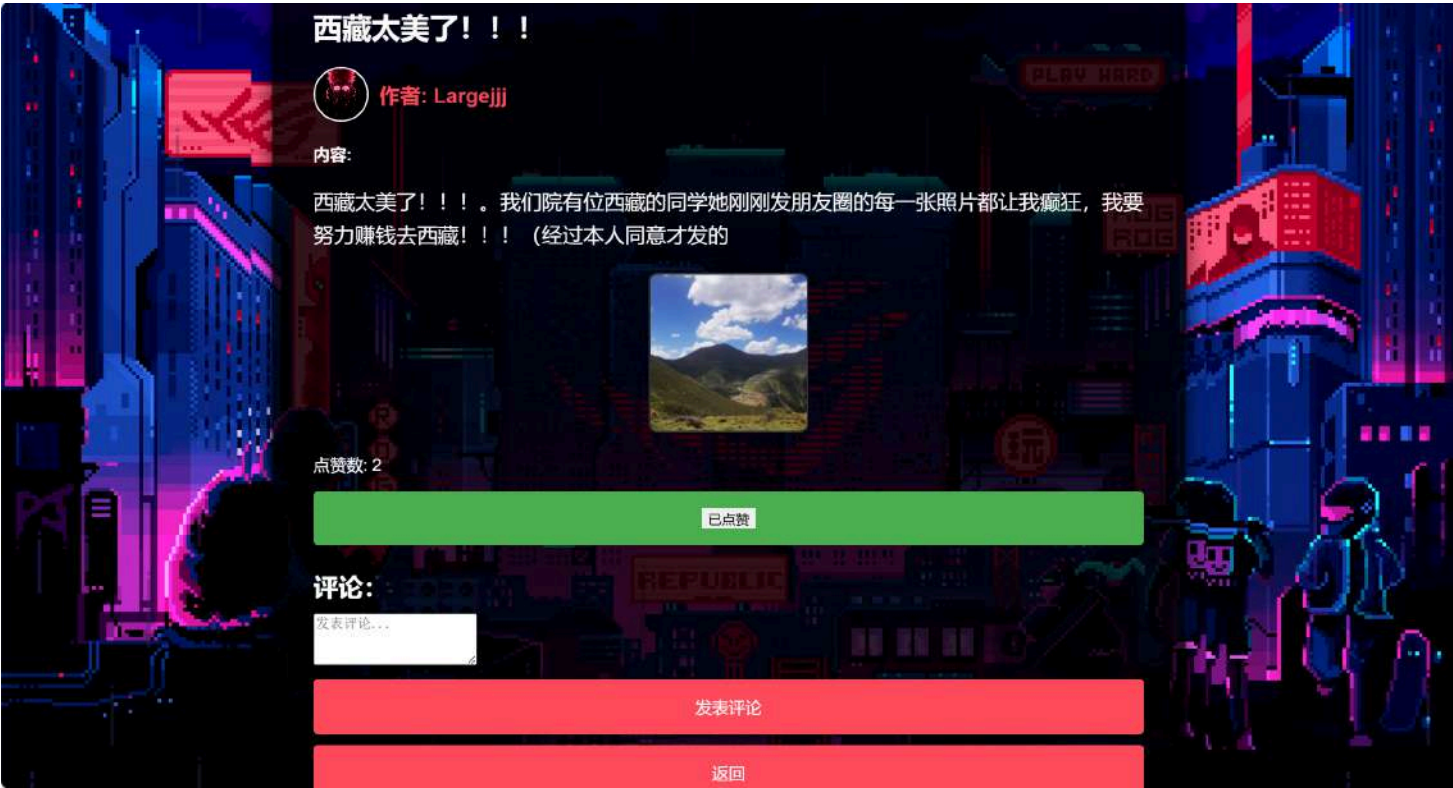 西藏太美了！！！
PLAY HARD
作者: Largejjj
内容:
西藏太美了！！！。我们院有位西藏的同学她刚刚发朋友圈的每一张照片都让我癫狂，我要
努力赚钱去西藏！！！（经过本人同意才发的
ROG
玩
点赞数: 2
已点赞
评论:
REPUBLIC
发表评论...
发表评论
返回